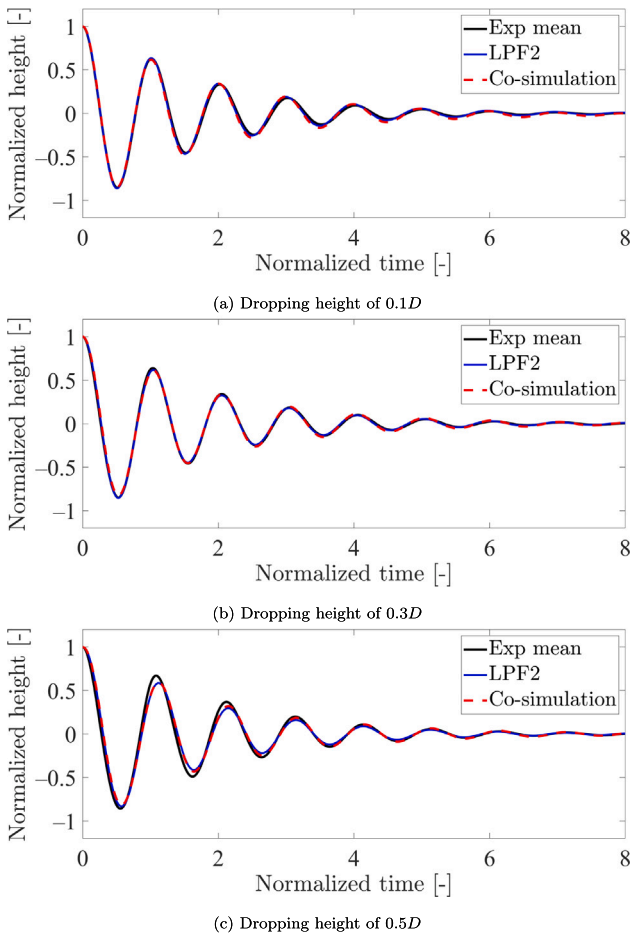 Normalized height [-]
1
0.5
0
−0.5
−1
Exp mean
LPF2
Co-simulation
0 2 4 6 8
Normalized time [-]
(a) Dropping height of 0.1D
Normalized height [-]
1
0.5
0
−0.5
−1
Exp mean
LPF2
Co-simulation
0 2 4 6 8
Normalized time [-]
(b) Dropping height of 0.3D
Normalized height [-]
1
0.5
0
−0.5
−1
Exp mean
LPF2
Co-simulation
0 2 4 6 8
Normalized time [-]
(c) Dropping height of 0.5D